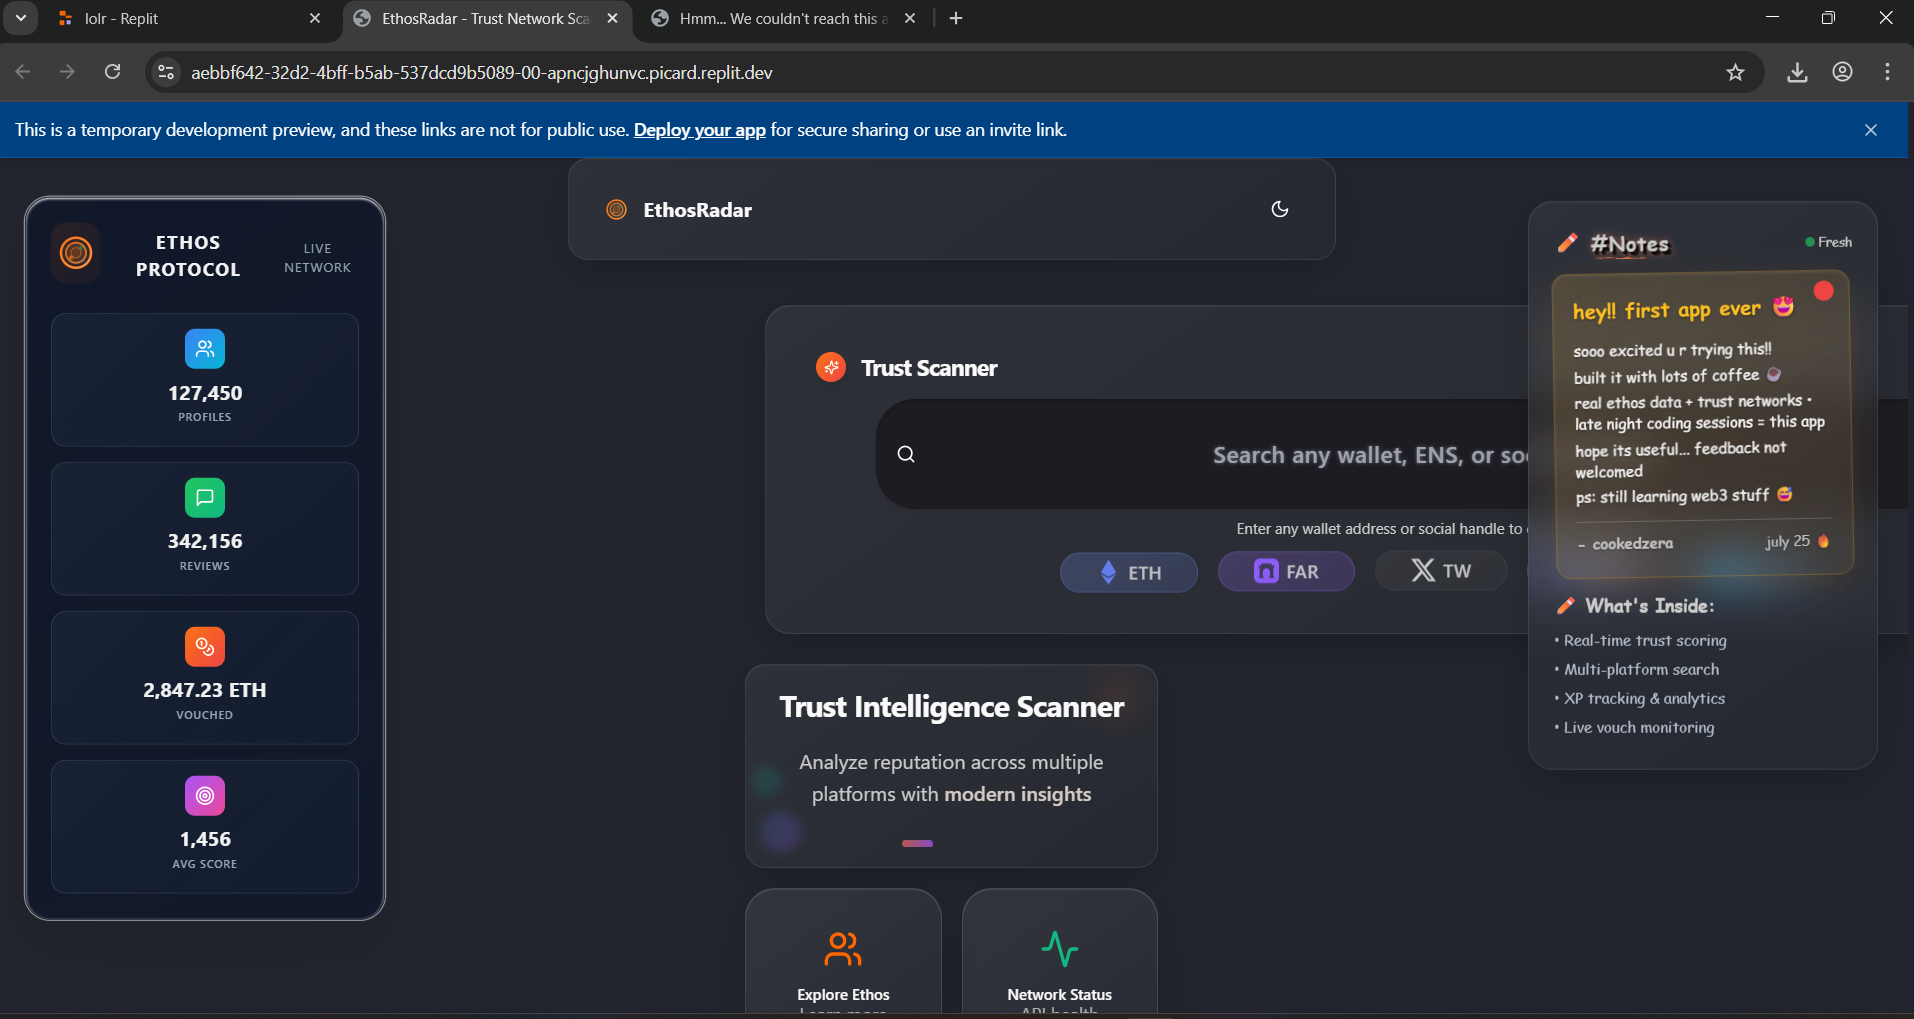 lolr - Replit
EthosRadar - Trust Network Sca
Hmm... We couldn't reach this a
aebbf642-32d2-4bff-b5ab-537dcd9b5089-00-apncjghunvc.picard.replit.dev
This is a temporary development preview, and these links are not for public use. Deploy your app for secure sharing or use an invite link.
ETHOS
PROTOCOL
LIVE
NETWORK
127,450
PROFILES
342,156
REVIEWS
2,847.23 ETH
VOUCHED
1,456
AVG SCORE
EthosRadar
Trust Scanner
Search any wallet, ENS, or so
Enter any wallet address or social handle to
ETH
FAR
TW
Trust Intelligence Scanner
Analyze reputation across multiple
platforms with modern insights
Explore Ethos
Learn more
Network Status
API health
#Notes
Fresh
hey!! first app ever 🤩
sooo excited u r trying this!!
built it with lots of coffee ☕
real ethos data + trust networks •
late night coding sessions = this app
hope its useful... feedback not
welcomed
ps: still learning web3 stuff 😅
- cookedzera
july 25 🔥
What's Inside:
• Real-time trust scoring
• Multi-platform search
• XP tracking & analytics
• Live vouch monitoring